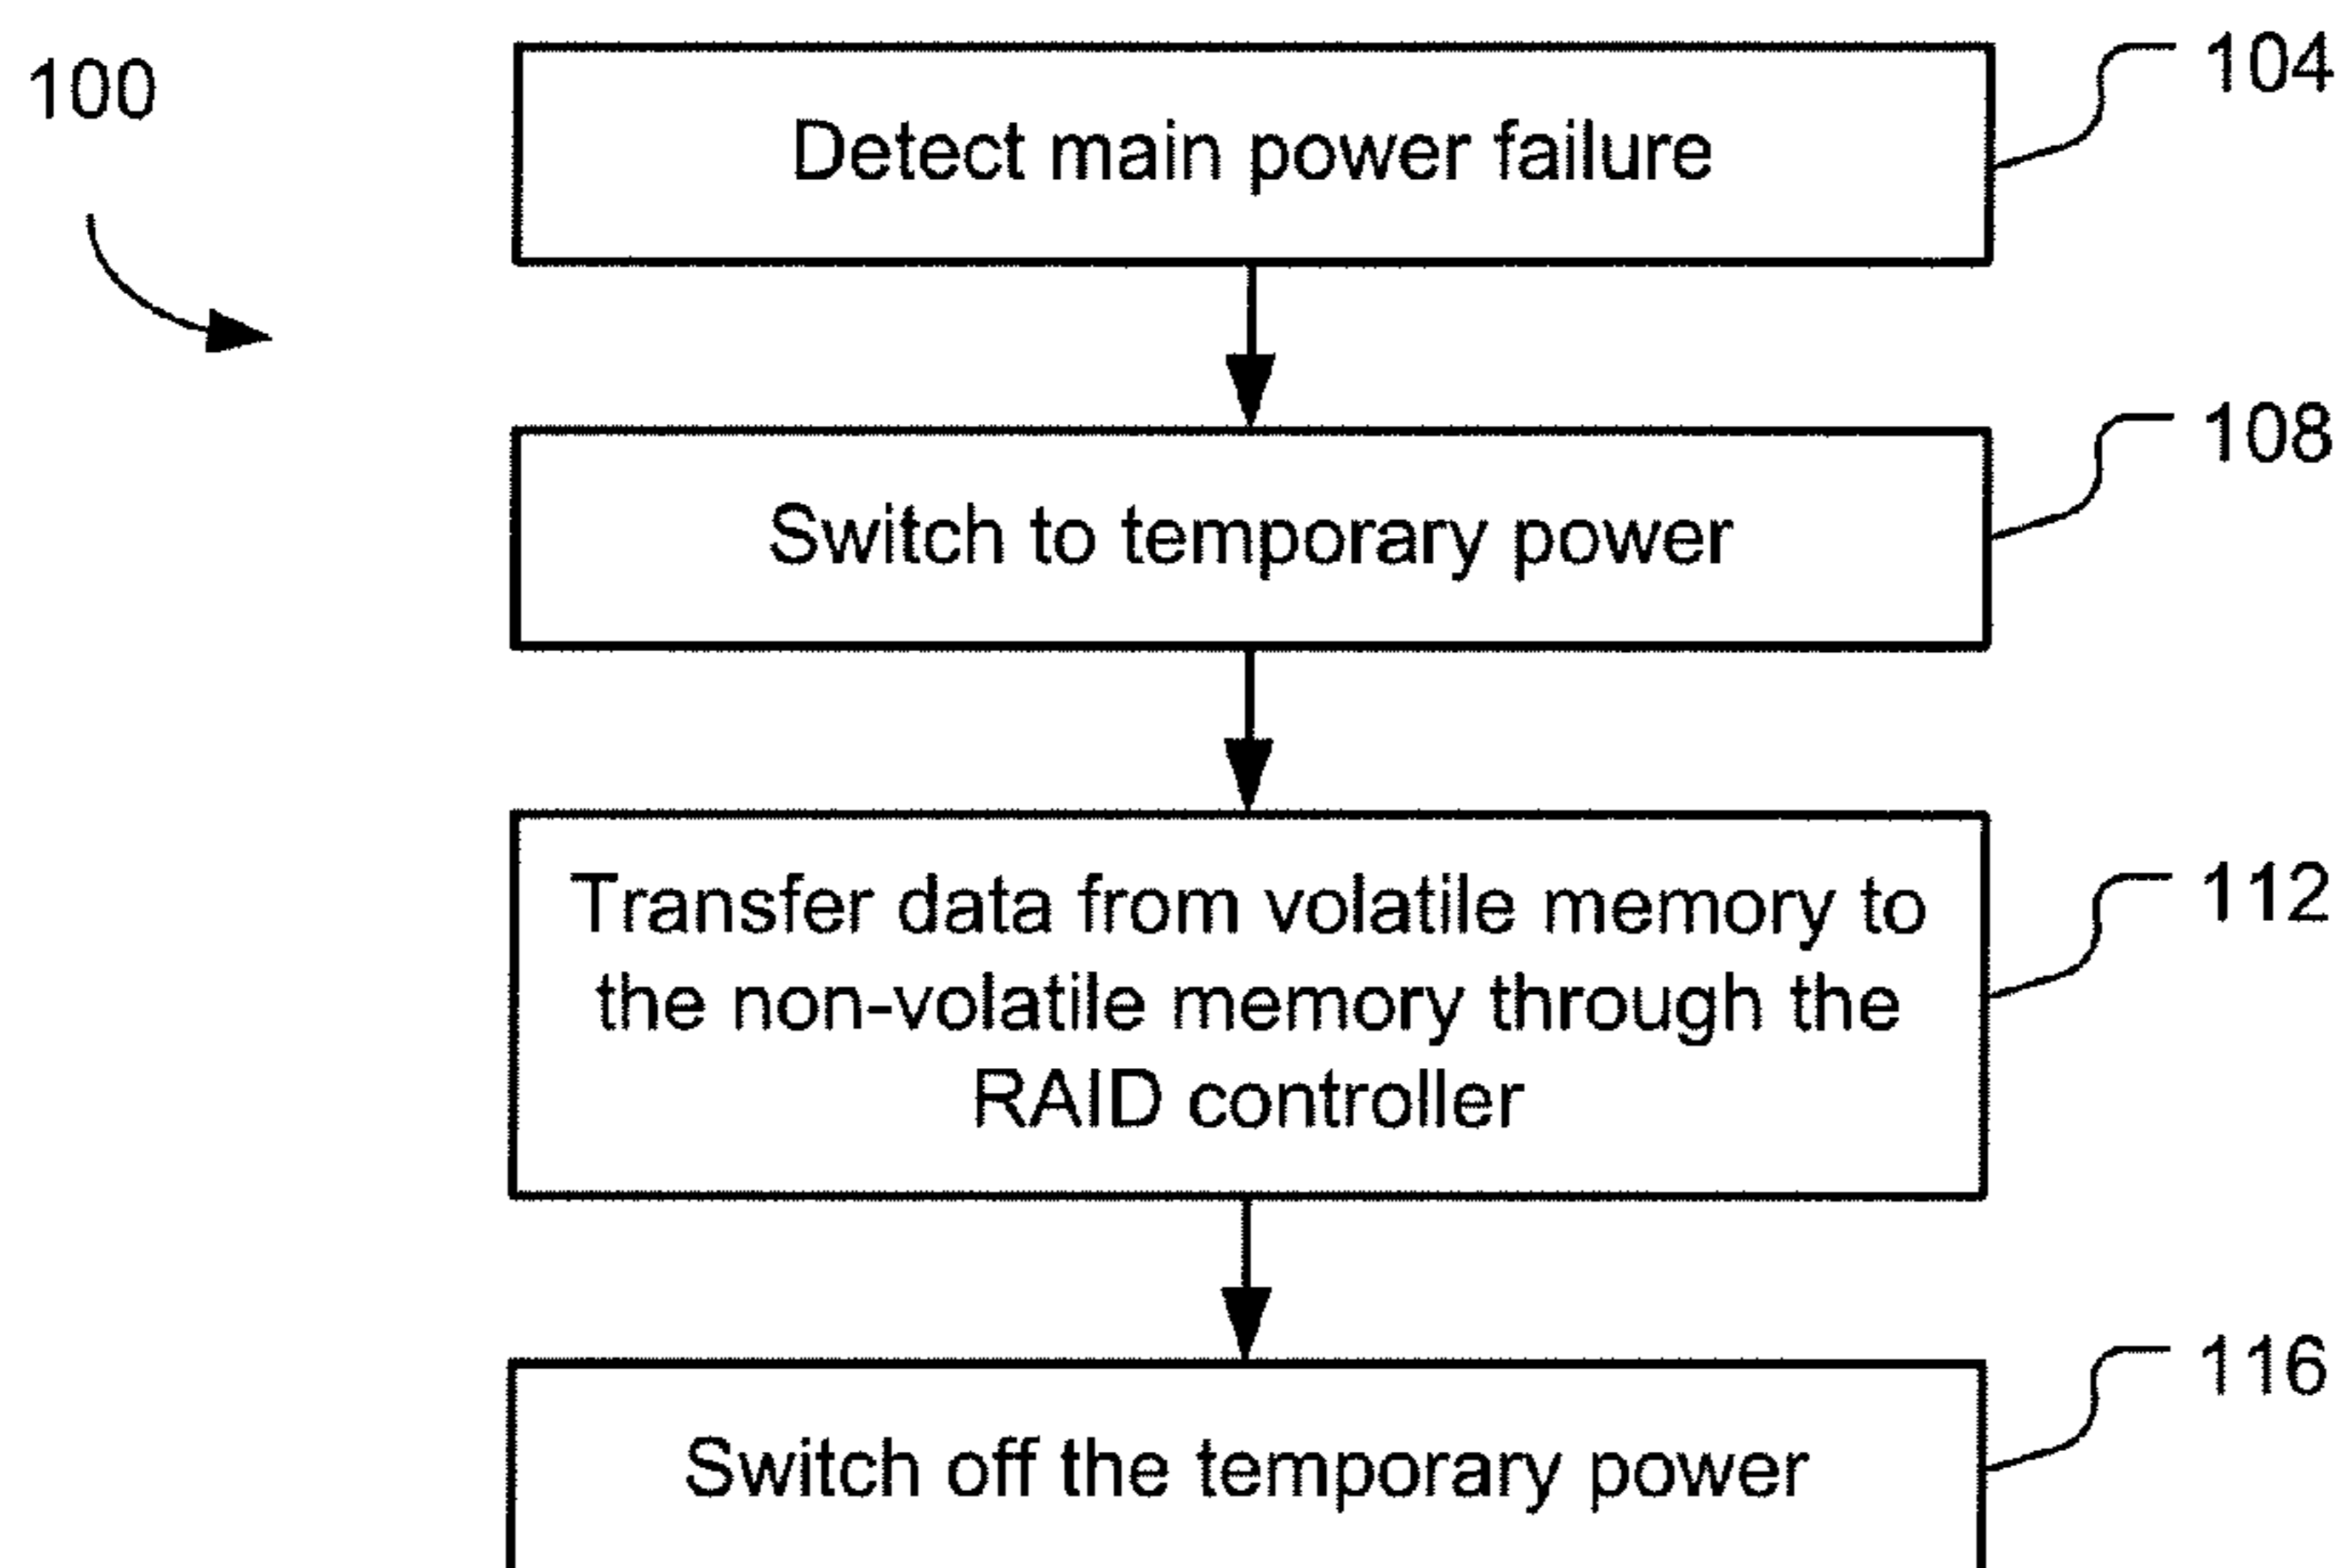 100
104
Detect main power failure
108
Switch to temporary power
112
Transfer data from volatile memory to
the non-volatile memory through the
RAID controller
116
Switch off the temporary power